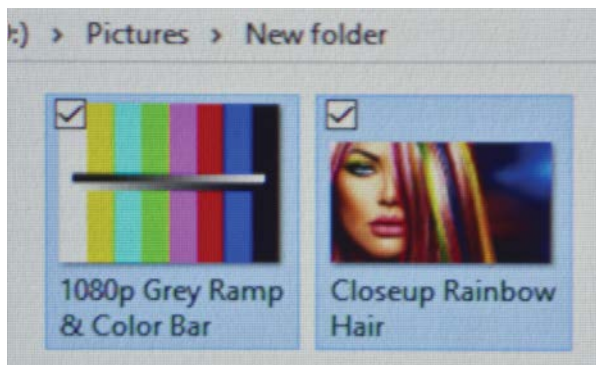 :) > Pictures > New folder
1080p Grey Ramp
& Color Bar
Closeup Rainbow
Hair